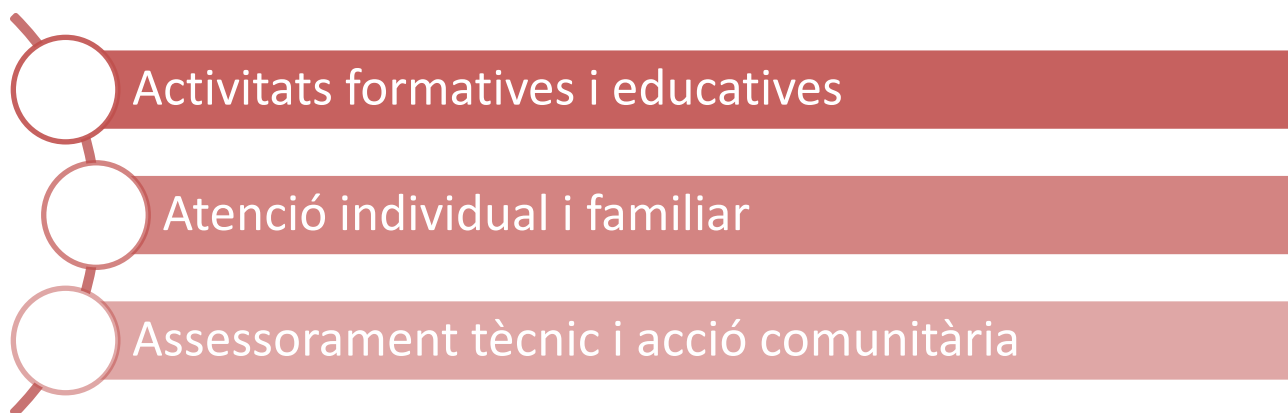 Activitats formatives i educatives
Atenció individual i familiar
Assessorament tècnic i acció comunitària